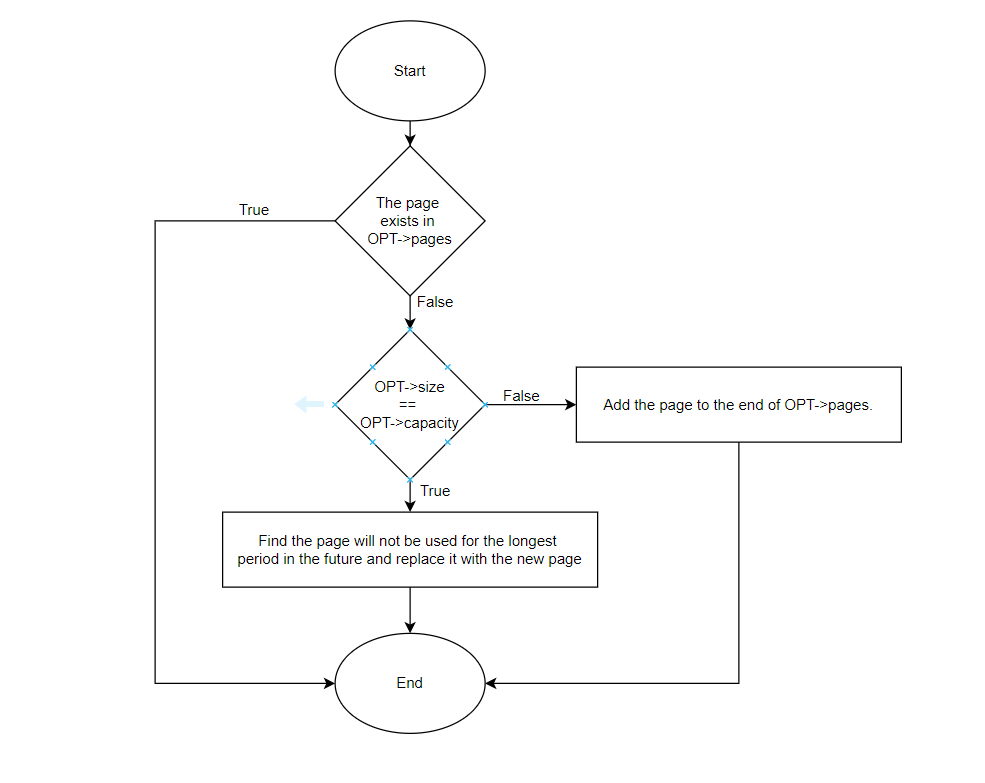 Start
The page
exists in
OPT->pages
True
False
OPT->size
==
OPT->capacity
False
Add the page to the end of OPT->pages.
True
Find the page will not be used for the longest
period in the future and replace it with the new page
End